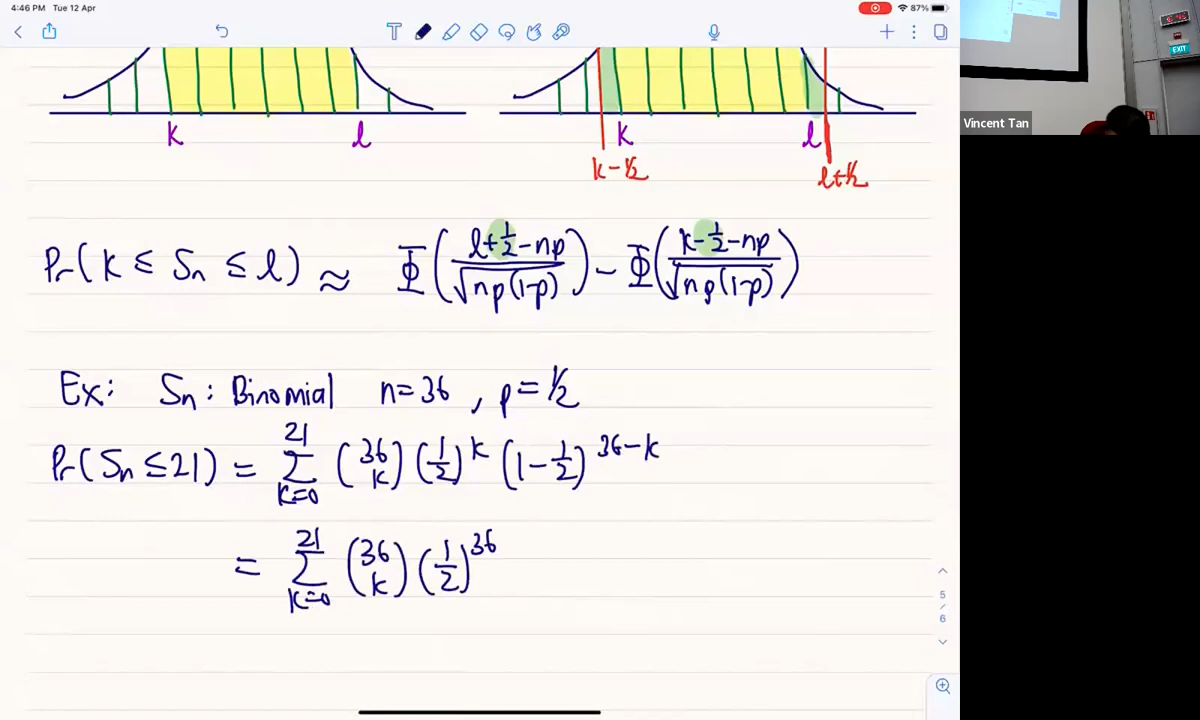 4:46 PM Tue 12 Apr
87%
EXIT
Vincent Tan
k l
k l
k-½ l+½
Pr(k ≤ Sn ≤ l) ≈ Φ((l+½-np)/√(np(1-p))) - Φ((k-½-np)/√(np(1-p)))
Ex: Sn: Binomial n=36, p=½
Pr(Sn ≤ 21) = Σ_{k=0}^{21} (36 k) (1/2)^k (1-1/2)^{36-k}
= Σ_{k=0}^{21} (36 k) (1/2)^{36}
5
/
6